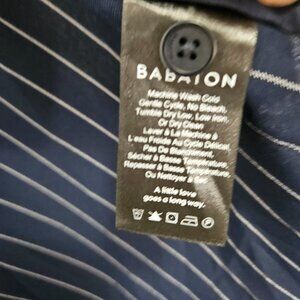 BABATON
Machine Wash Cold
Gentle Cycle, No Bleach,
Tumble Dry Low, Low Iron,
Or Dry Clean
Laver À La Machine À
L'eau Froide Au Cycle Délicat,
Pas De Blanchiment,
Sécher À Basse Température,
Repasser À Basse Température,
Ou Nettoyer À Sec
A little love
goes a long way.